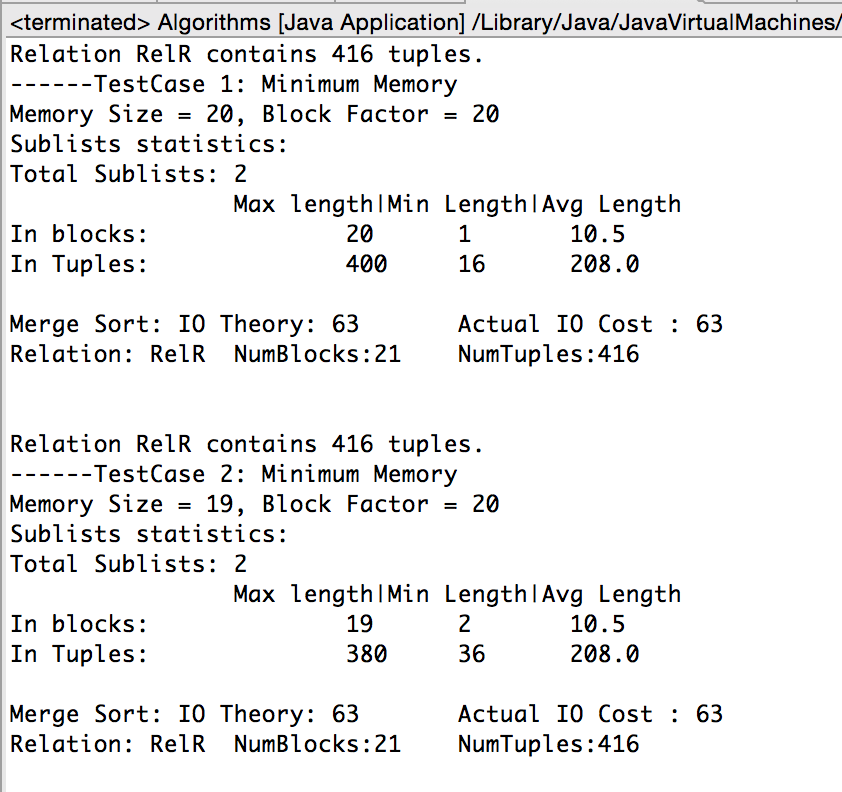 <terminated> Algorithms [Java Application] /Library/Java/JavaVirtualMachines/
Relation RelR contains 416 tuples.
------TestCase 1: Minimum Memory
Memory Size = 20, Block Factor = 20
Sublists statistics:
Total Sublists: 2
Max length|Min Length|Avg Length
In blocks: 20 1 10.5
In Tuples: 400 16 208.0
Merge Sort: IO Theory: 63 Actual IO Cost : 63
Relation: RelR NumBlocks:21 NumTuples:416
Relation RelR contains 416 tuples.
------TestCase 2: Minimum Memory
Memory Size = 19, Block Factor = 20
Sublists statistics:
Total Sublists: 2
Max length|Min Length|Avg Length
In blocks: 19 2 10.5
In Tuples: 380 36 208.0
Merge Sort: IO Theory: 63 Actual IO Cost : 63
Relation: RelR NumBlocks:21 NumTuples:416